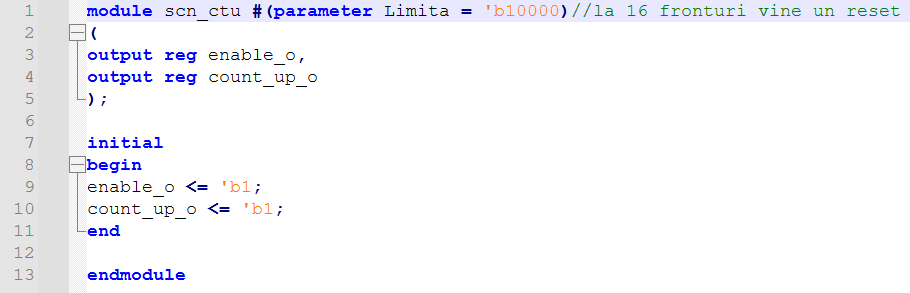 1 module scn_ctu #(parameter Limita = 'b10000)//la 16 fronturi vine un reset
2 (
3 output reg enable_o,
4 output reg count_up_o
5 );
6
7 initial
8 begin
9 enable_o <= 'b1;
10 count_up_o <= 'b1;
11 end
12
13 endmodule